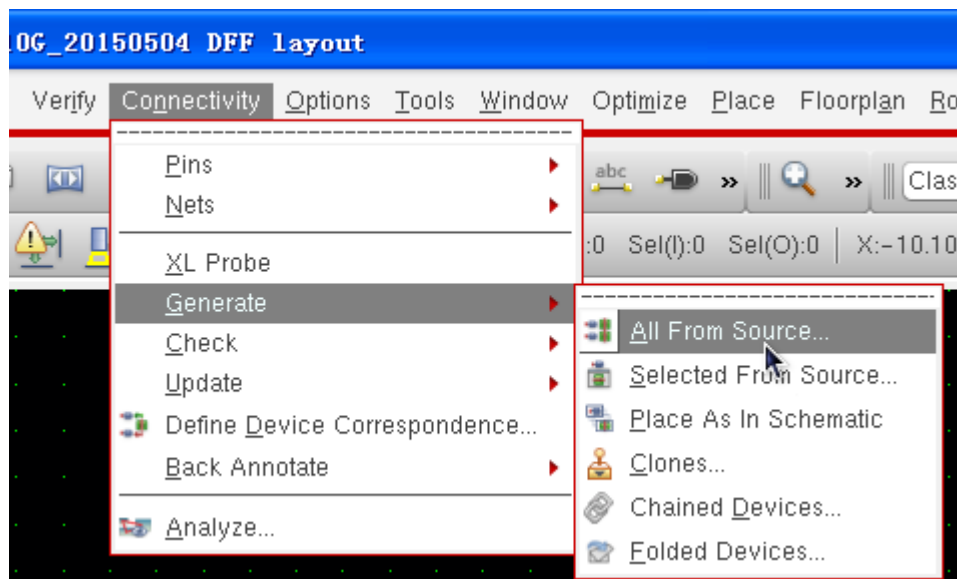 0G_20150504 DFF layout
Verify Connectivity Options Tools Window Optimize Place Floorplan Ro
Pins
abc » » Clas
Nets
:0 Sel(I):0 Sel(O):0 X:-10.10
XL Probe
Generate
All From Source...
Check
Selected From Source...
Update
Place As In Schematic
Define Device Correspondence...
Back Annotate
Clones...
Chained Devices...
Analyze...
Folded Devices...